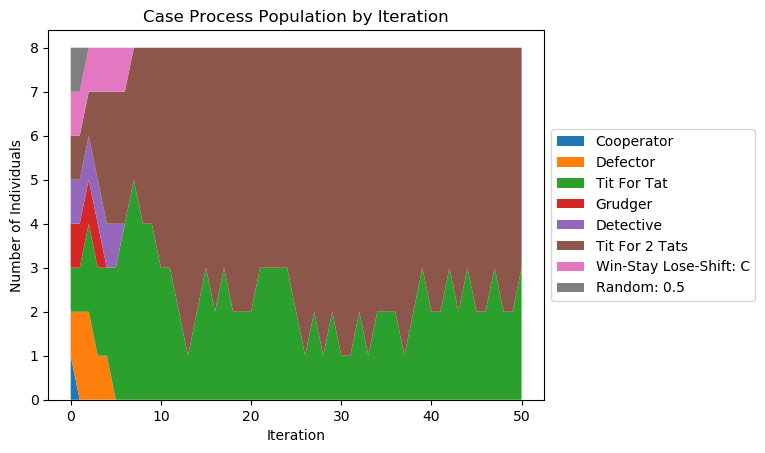 Case Process Population by Iteration
Number of Individuals
8
7
6
5
4
3
2
1
0
0 10 20 30 40 50
Iteration
Cooperator
Defector
Tit For Tat
Grudger
Detective
Tit For 2 Tats
Win-Stay Lose-Shift: C
Random: 0.5